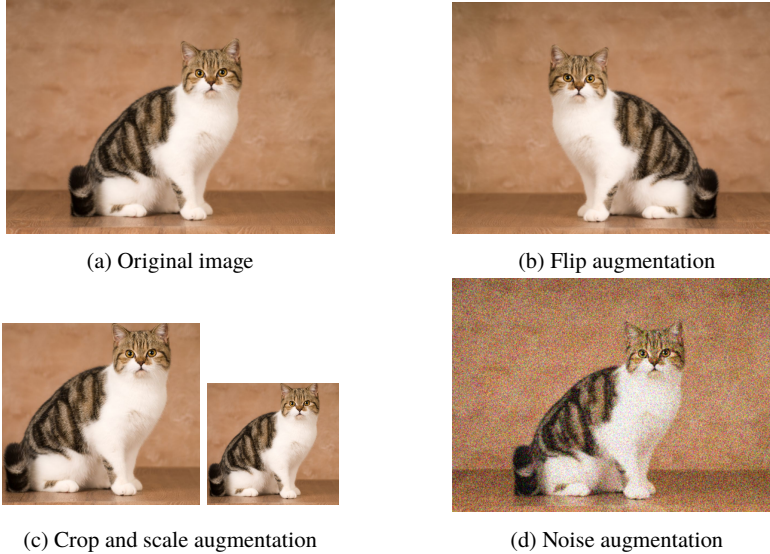 (a) Original image
(b) Flip augmentation
(c) Crop and scale augmentation
(d) Noise augmentation